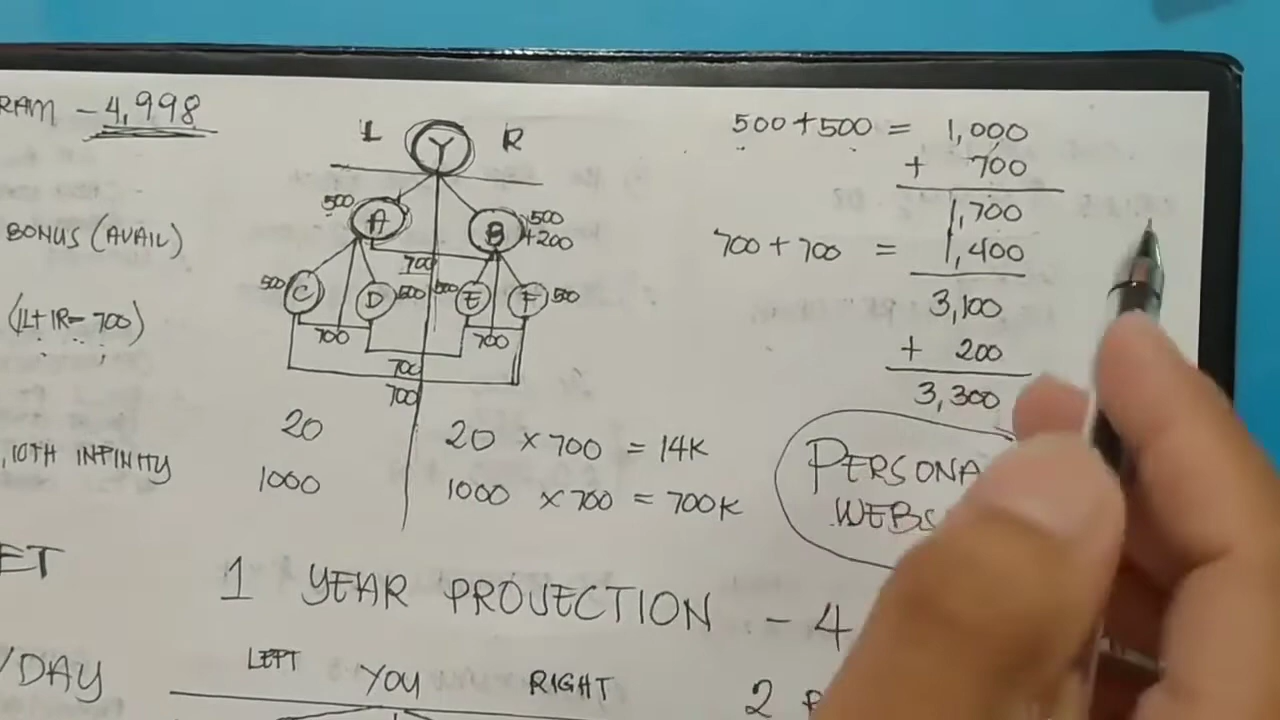 RAM - 4,998
BONUS (AVAIL)
(1L+1R= 700)
, 10TH INFINITY
ET
/DAY
L Y R
500 A B 500
+200
700
500 C D 500 500 E F 500
700 700
700
700
20 20 x 700 = 14K
1000 1000 x 700 = 700K
500+500 = 1,000
+ 700
1,700
700+700 = 1,400
3,100
+ 200
3,300
PERSONA
WEBS
1 YEAR PROJECTION - 4
LEFT YOU RIGHT
2